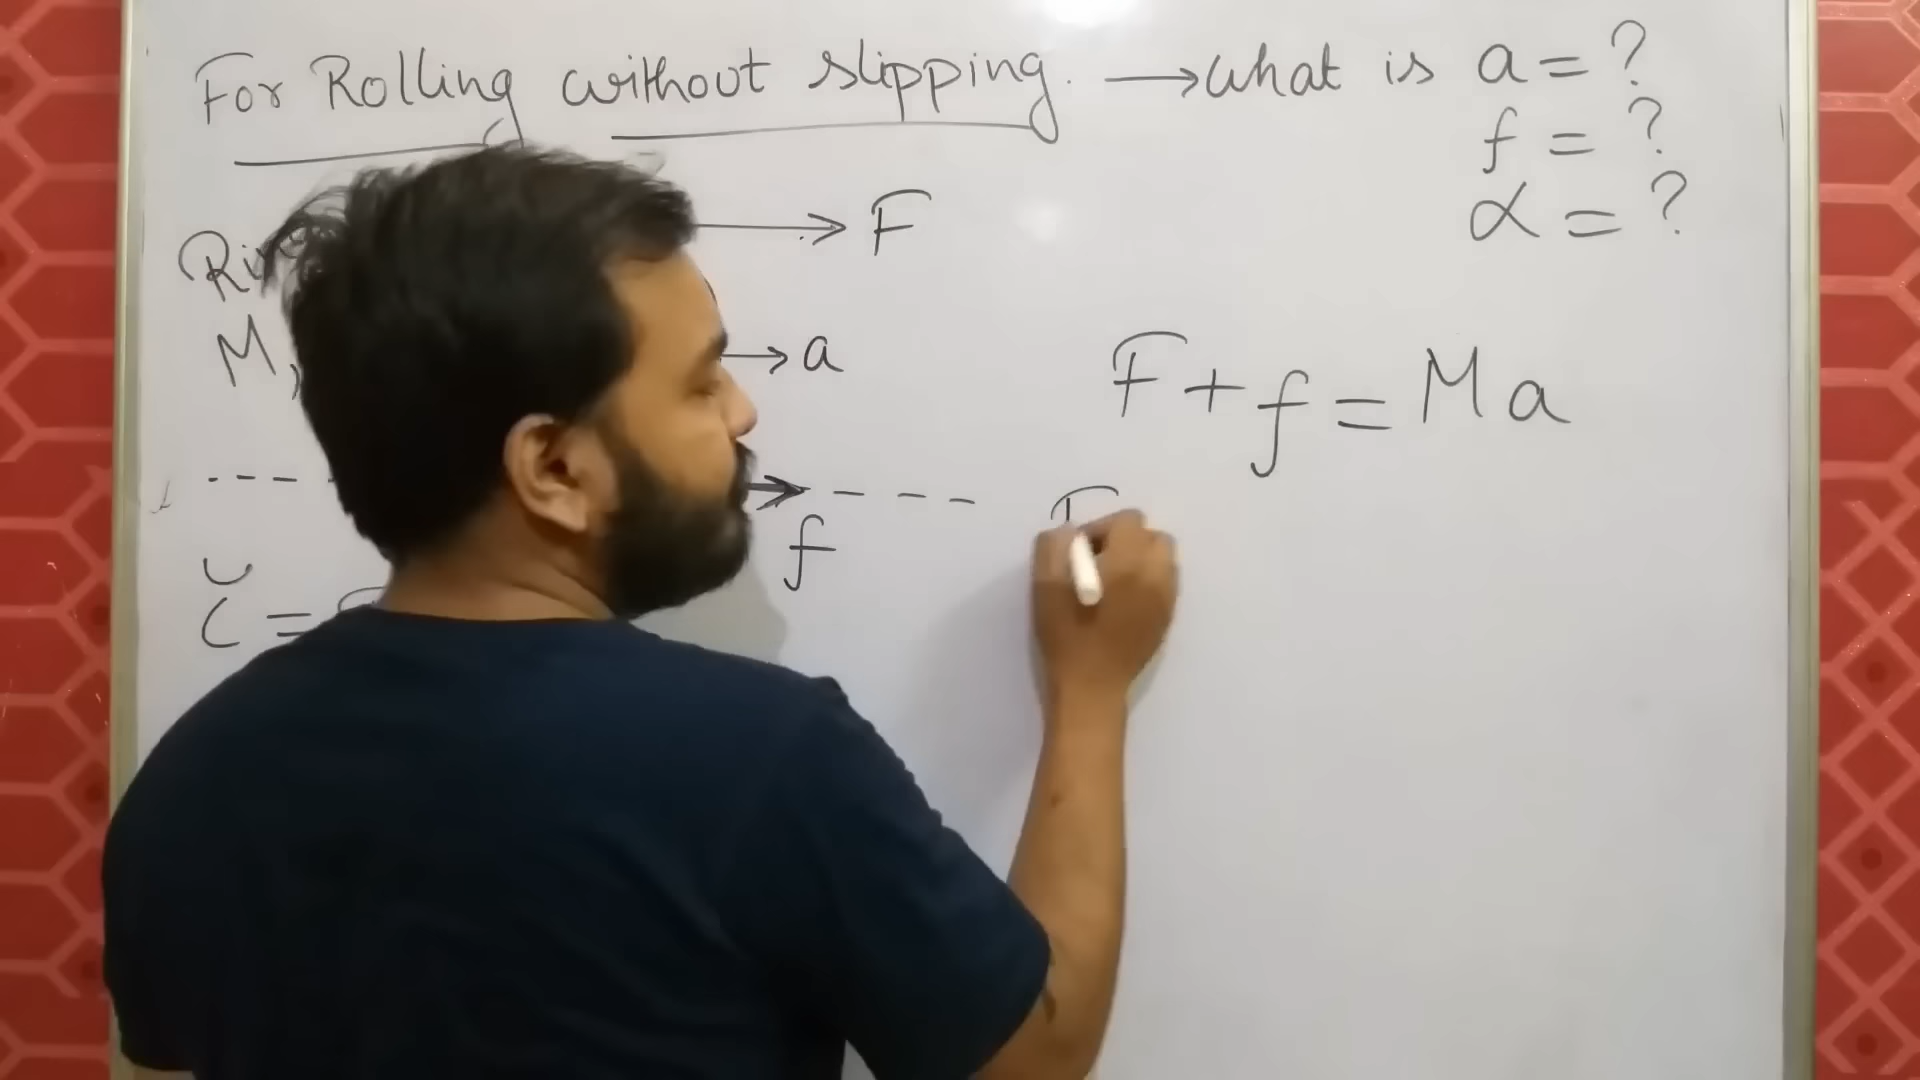 For Rolling without slipping. → what is a = ?
f = ?
α = ?
→ F
M,
→ a
F + f = Ma
f
F